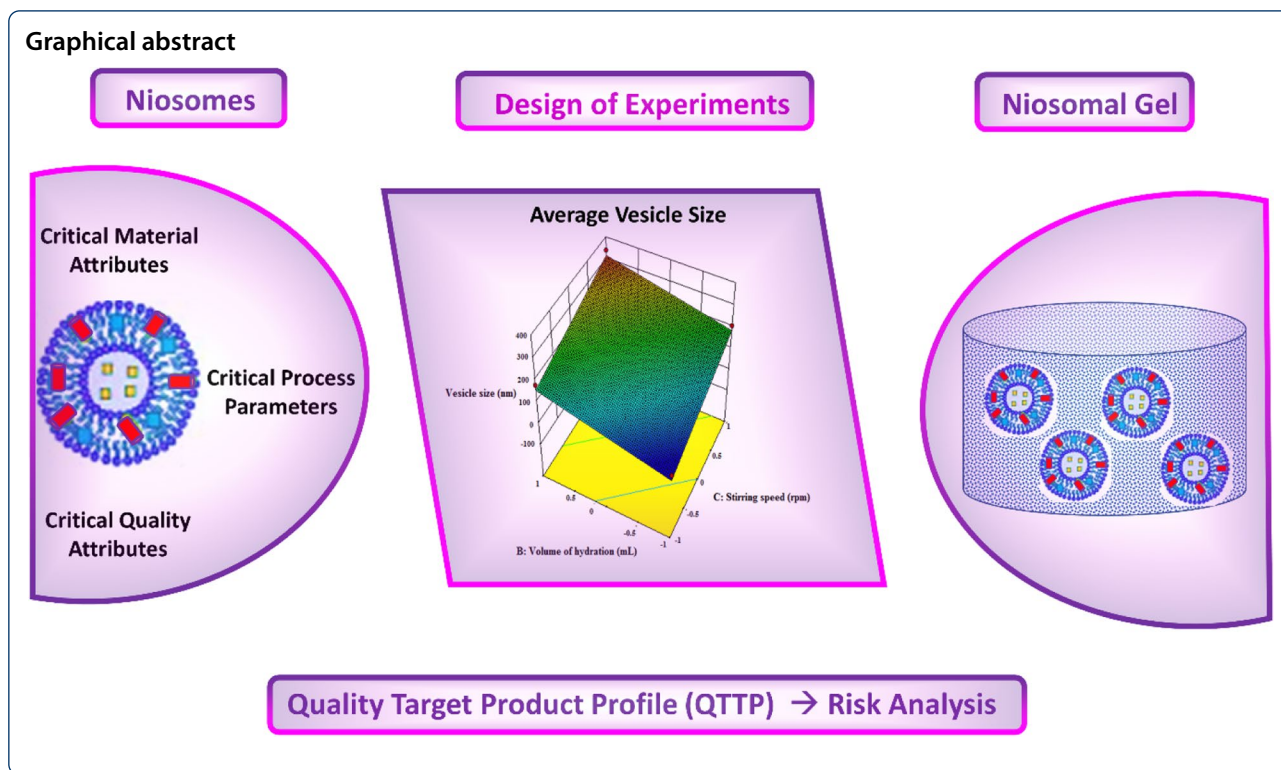 Graphical abstract
Niosomes
Design of Experiments
Niosomal Gel
Critical Material
Attributes
Critical Process
Parameters
Critical Quality
Attributes
Average Vesicle Size
400
300
200
100
0
-100
Vesicle size (nm)
1
0.5
0
-0.5
-1
B: Volume of hydration (mL)
1
0.5
0
-0.5
-1
C: Stirring speed (rpm)
Quality Target Product Profile (QTTP) → Risk Analysis